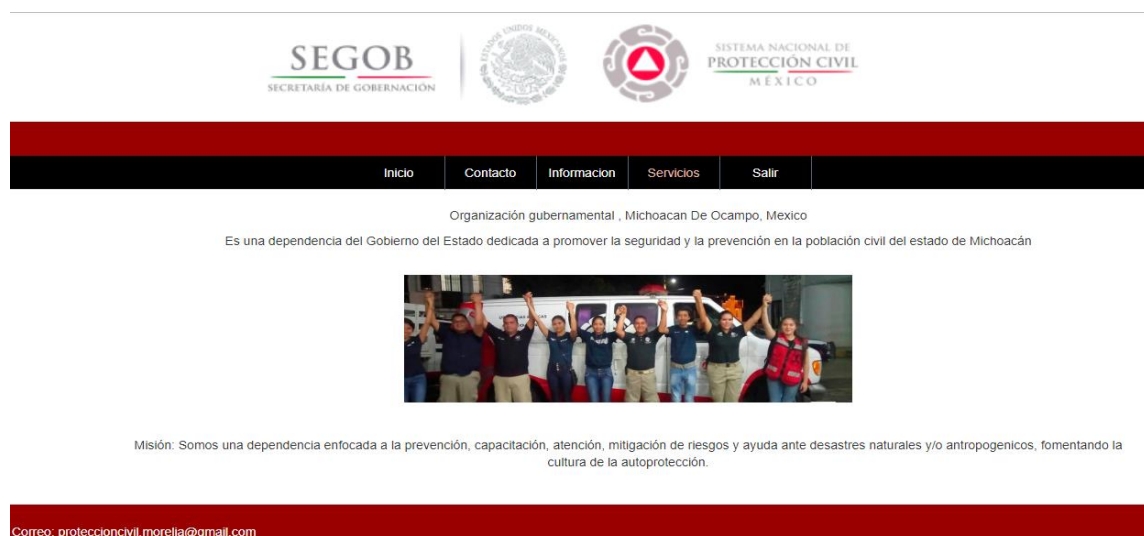 SEGOB
SECRETARÍA DE GOBERNACIÓN
ESTADOS UNIDOS MEXICANOS
SISTEMA NACIONAL DE
PROTECCIÓN CIVIL
MÉXICO
Inicio Contacto Informacion Servicios Salir
Organización gubernamental , Michoacan De Ocampo, Mexico
Es una dependencia del Gobierno del Estado dedicada a promover la seguridad y la prevención en la población civil del estado de Michoacán
Misión: Somos una dependencia enfocada a la prevención, capacitación, atención, mitigación de riesgos y ayuda ante desastres naturales y/o antropogenicos, fomentando la
cultura de la autoprotección.
Correo: proteccioncivil.morelia@gmail.com